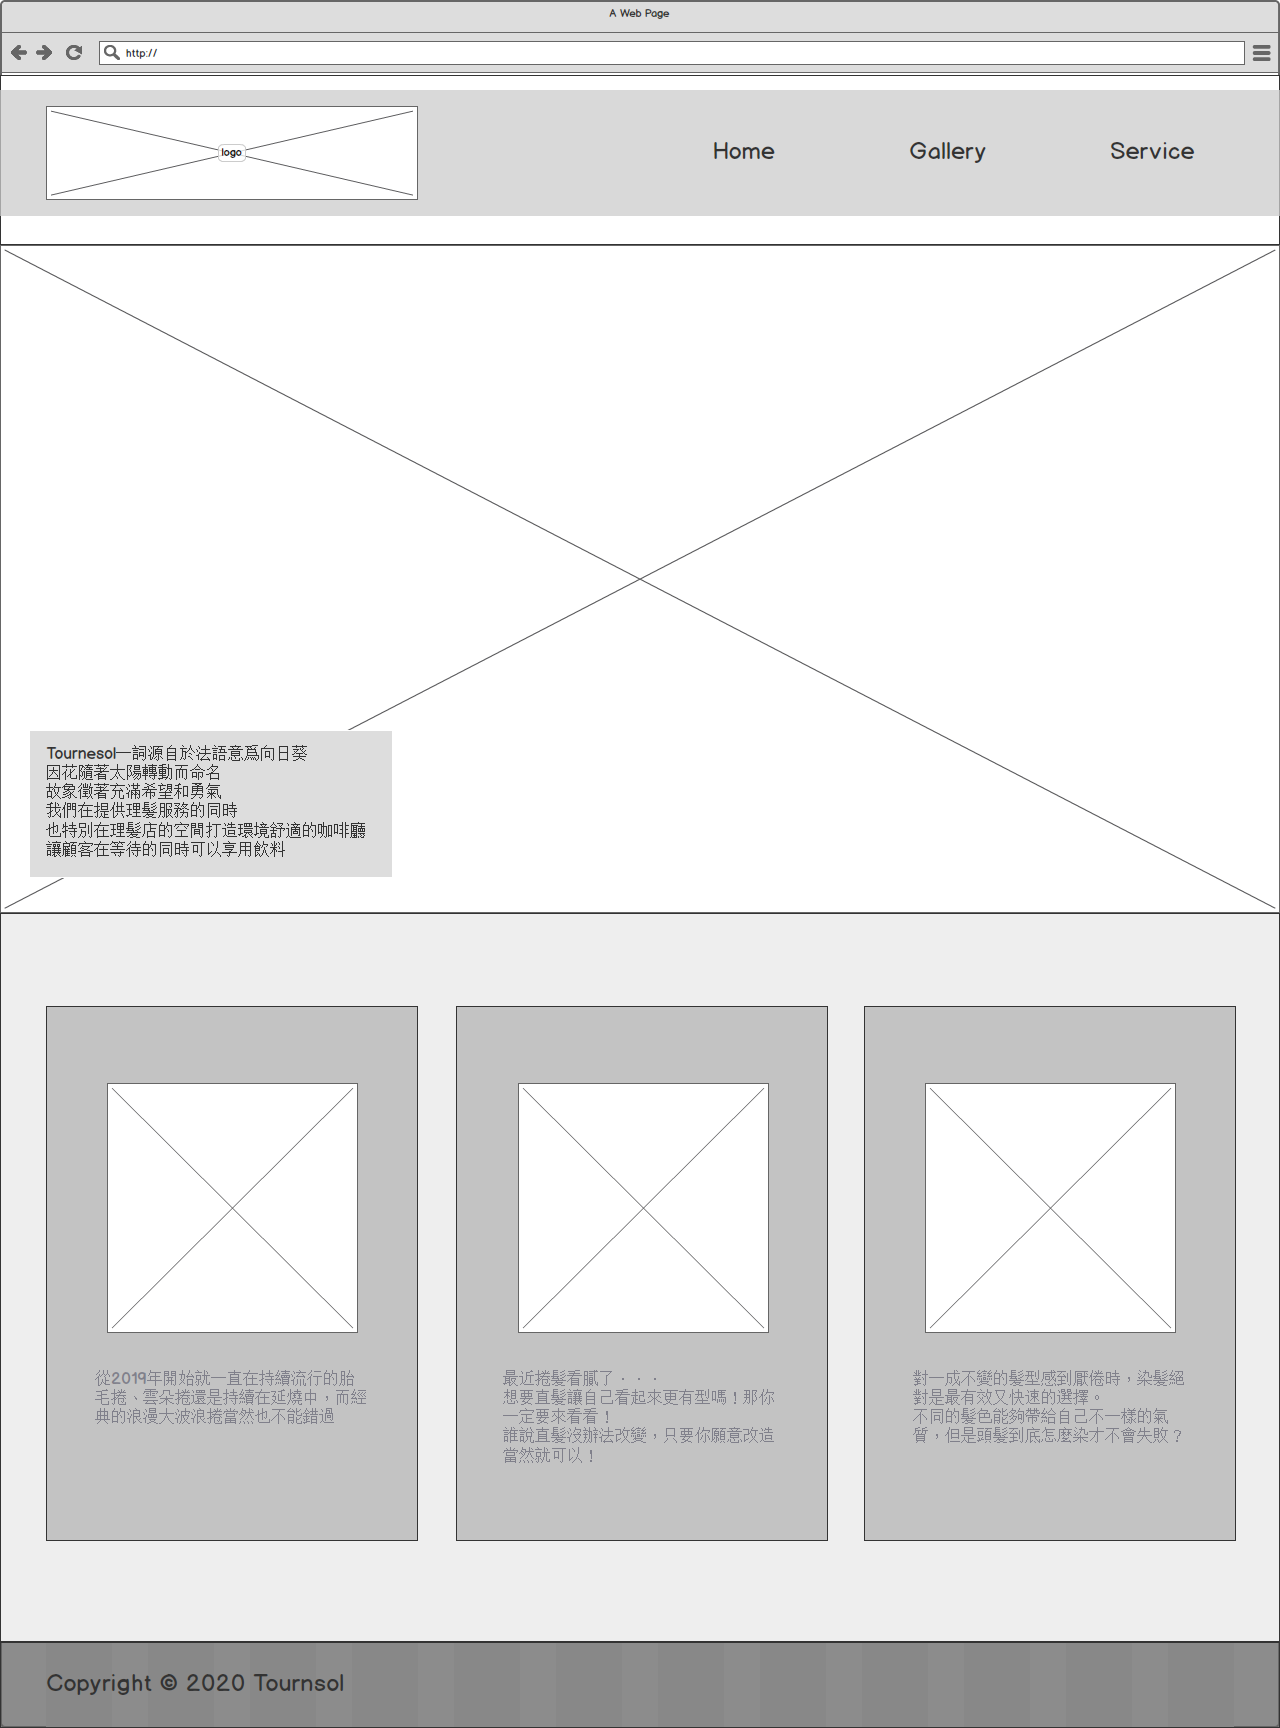 A Web Page
http://
logo
Home
Gallery
Service
Tournesol一詞源自於法語意爲向日葵
因花隨著太陽轉動而命名
故象徵著充滿希望和勇氣
我們在提供理髮服務的同時
也特別在理髮店的空間打造環境舒適的咖啡廳
讓顧客在等待的同時可以享用飲料
從2019年開始就一直在持續流行的胎
毛捲、雲朵捲還是持續在延燒中，而經
典的浪漫大波浪捲當然也不能錯過
最近捲髮看膩了．．．
想要直髮讓自己看起來更有型嗎！那你
一定要來看看！
誰說直髮沒辦法改變，只要你願意改造
當然就可以！
對一成不變的髮型感到厭倦時，染髮絕
對是最有效又快速的選擇。
不同的髮色能夠帶給自己不一樣的氣
質，但是頭髮到底怎麼染才不會失敗？
Copyright © 2020 Tournsol